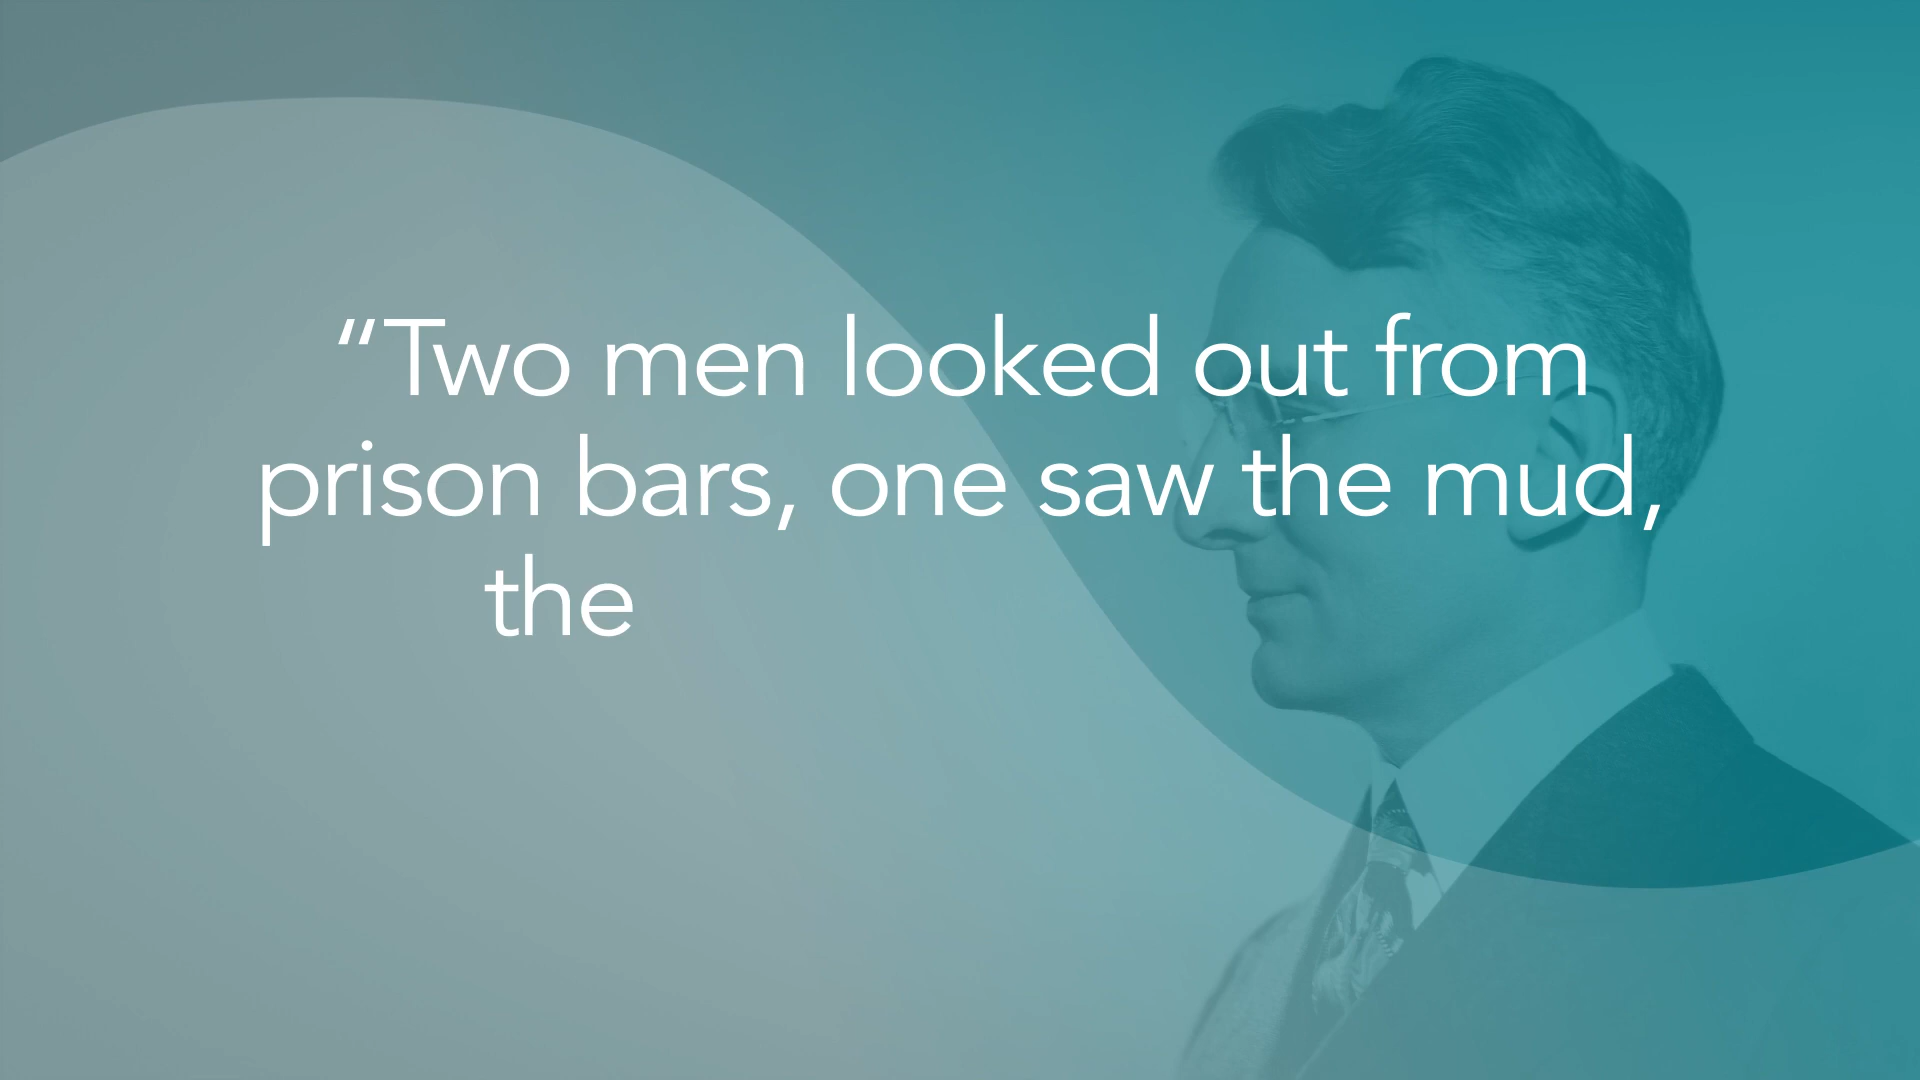 “Two men looked out from
prison bars, one saw the mud,
the